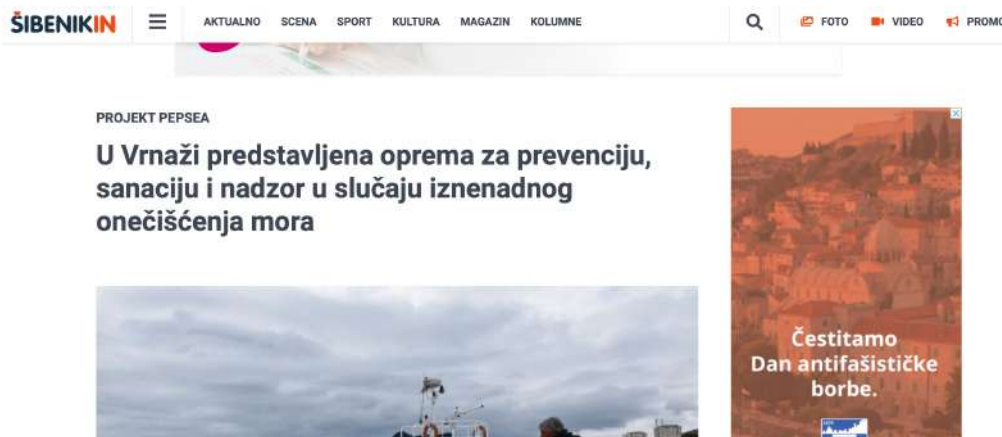 ŠIBENIKIN
AKTUALNO SCENA SPORT KULTURA MAGAZIN KOLUMNE
FOTO VIDEO PROMO
PROJEKT PEPSEA
U Vrnaži predstavljena oprema za prevenciju,
sanaciju i nadzor u slučaju iznenadnog
onečišćenja mora
Čestitamo
Dan antifašističke
borbe.